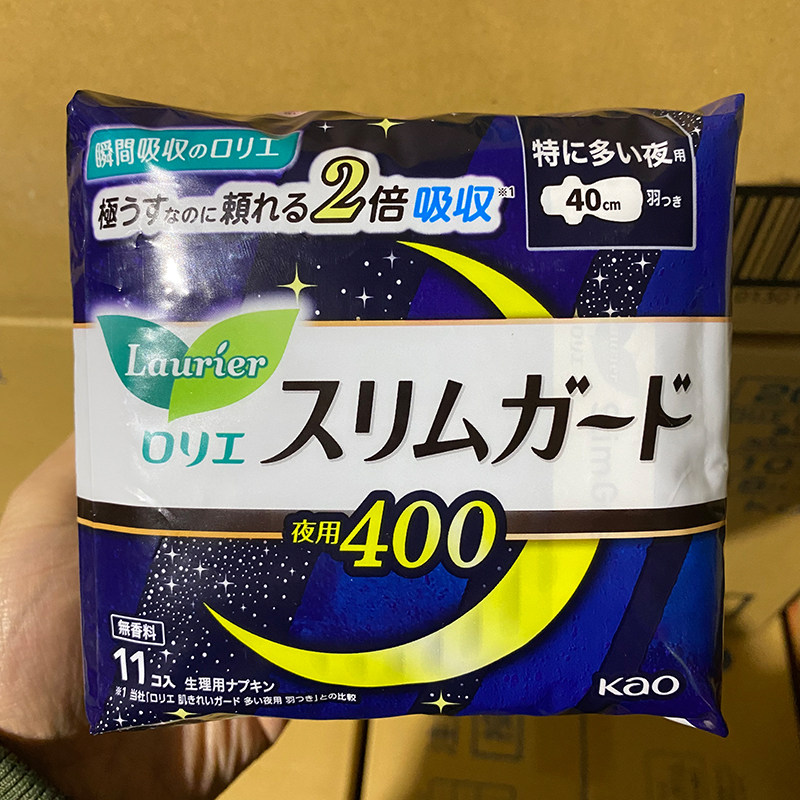 瞬間吸収のロリエ
極うすなのに頼れる2倍吸収※1
特に多い夜用
40cm 羽つき
Laurier
ロリエ スリムガード
夜用400
無香料
11コ入 生理用ナプキン
※1 当社「ロリエ 肌きれいガード 多い夜用 羽つき」との比較
Kao